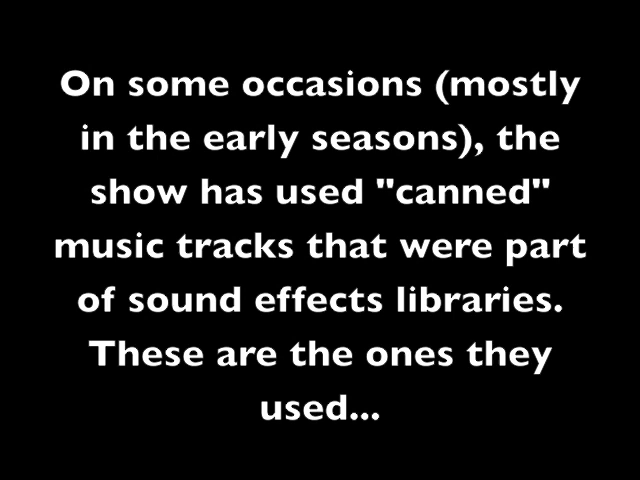 On some occasions (mostly
in the early seasons), the
show has used "canned"
music tracks that were part
of sound effects libraries.
These are the ones they
used...